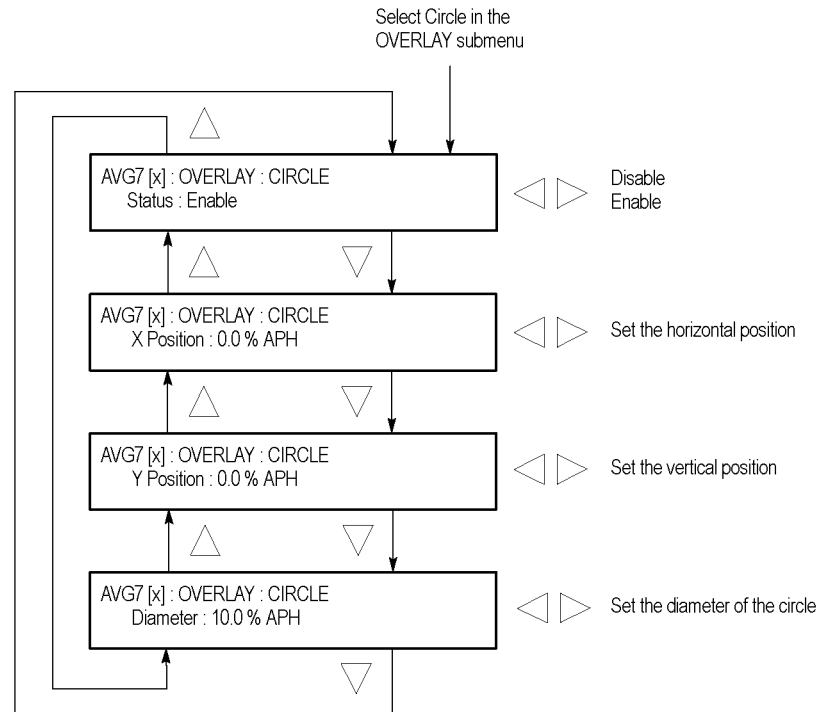 Select Circle in the
OVERLAY submenu
AVG7 [x] : OVERLAY : CIRCLE
Status : Enable
Disable
Enable
AVG7 [x] : OVERLAY : CIRCLE
X Position : 0.0 % APH
Set the horizontal position
AVG7 [x] : OVERLAY : CIRCLE
Y Position : 0.0 % APH
Set the vertical position
AVG7 [x] : OVERLAY : CIRCLE
Diameter : 10.0 % APH
Set the diameter of the circle